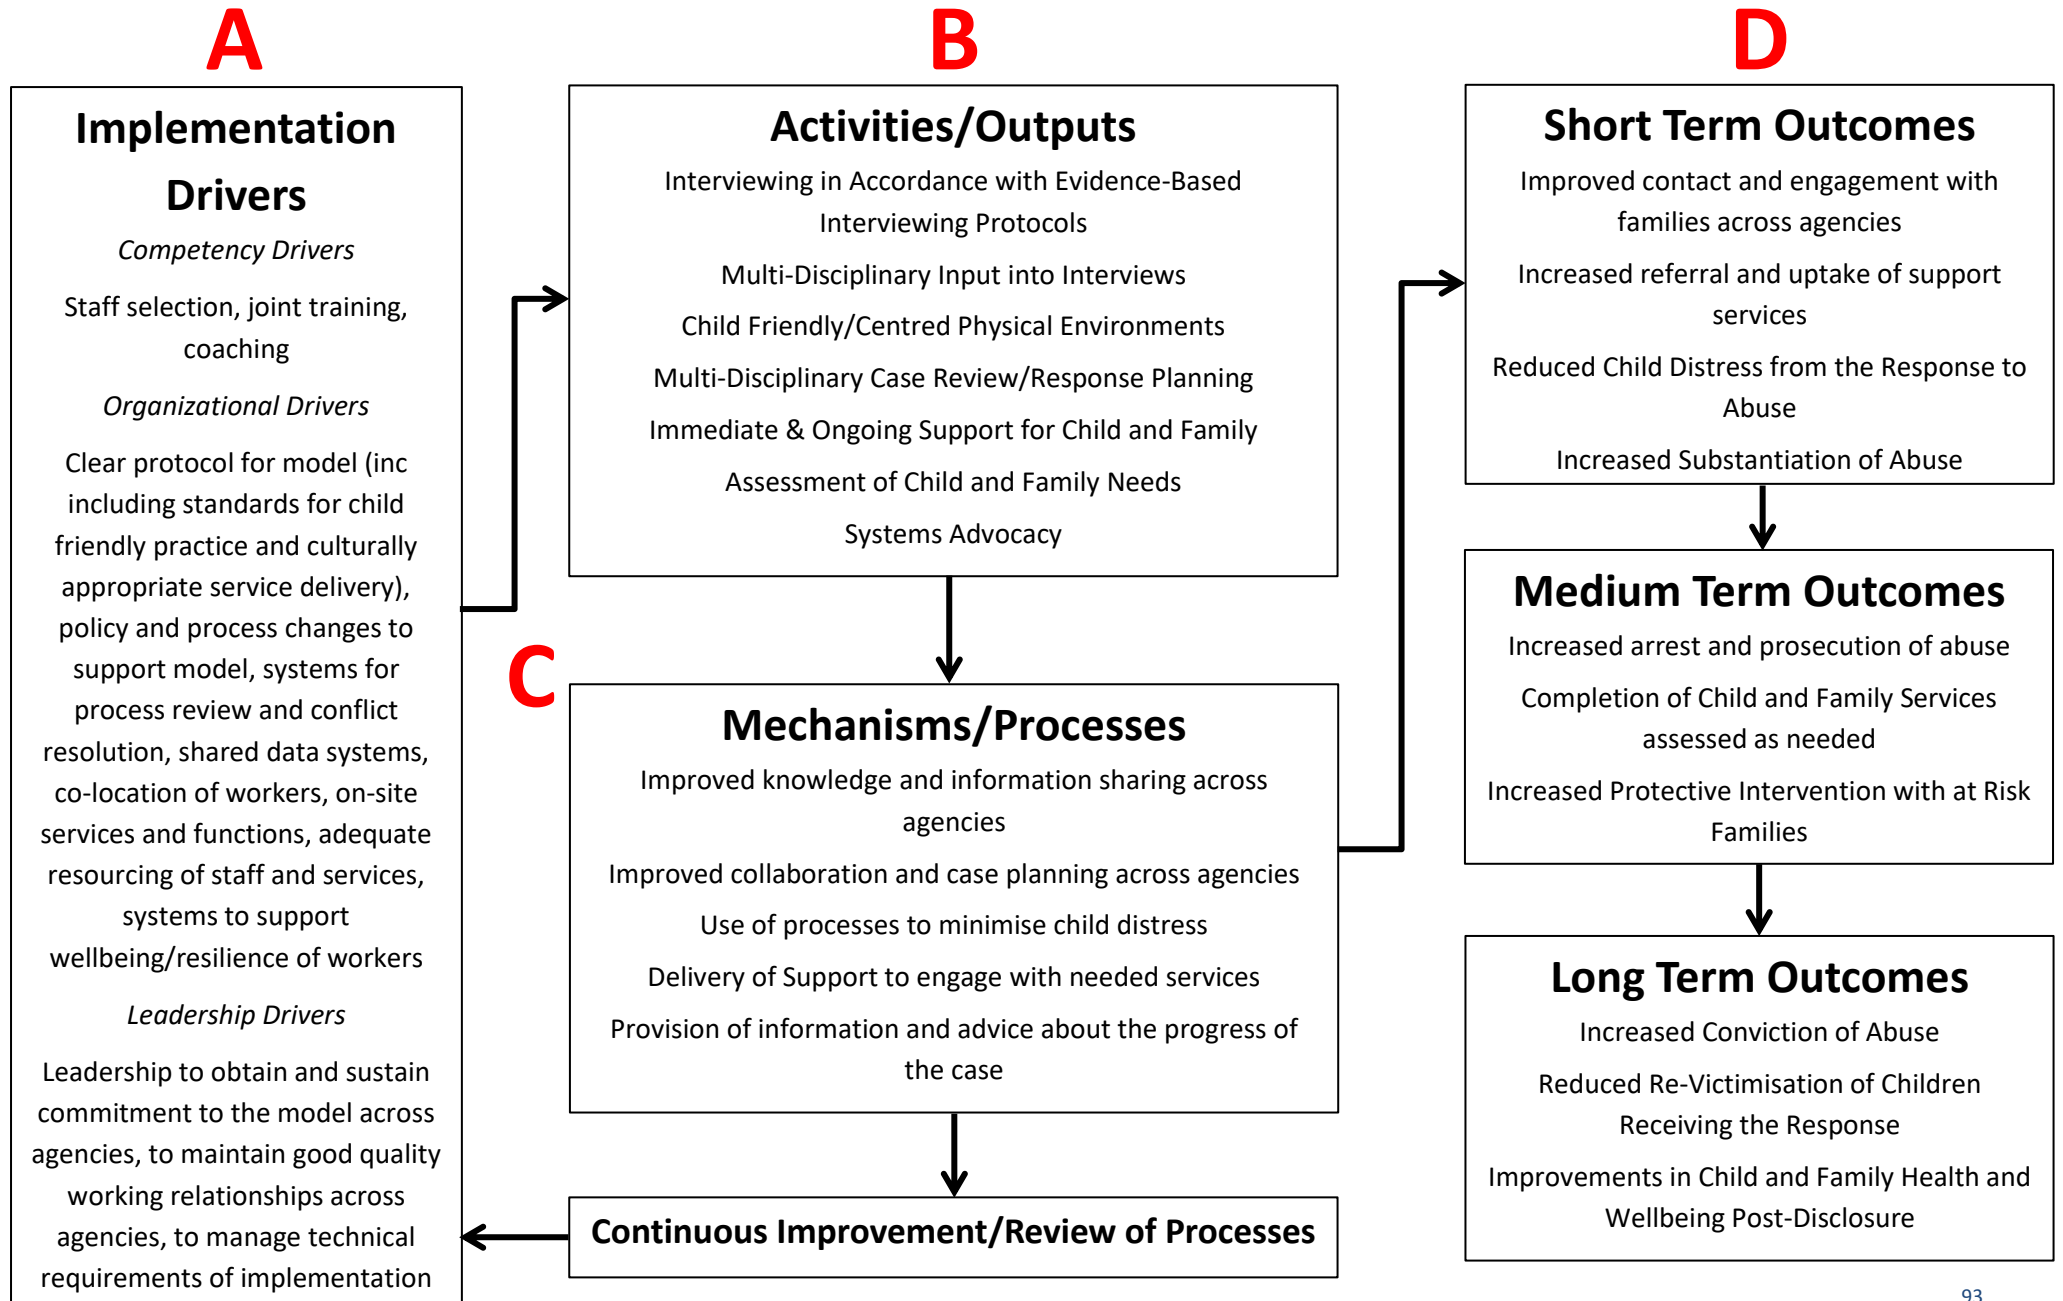 A
Implementation
Drivers
Competency Drivers
Staff selection, joint training,
coaching
Organizational Drivers
Clear protocol for model (inc
including standards for child
friendly practice and culturally
appropriate service delivery),
policy and process changes to
support model, systems for
process review and conflict
resolution, shared data systems,
co-location of workers, on-site
services and functions, adequate
resourcing of staff and services,
systems to support
wellbeing/resilience of workers
Leadership Drivers
Leadership to obtain and sustain
commitment to the model across
agencies, to maintain good quality
working relationships across
agencies, to manage technical
requirements of implementation
B
Activities/Outputs
Interviewing in Accordance with Evidence-Based
Interviewing Protocols
Multi-Disciplinary Input into Interviews
Child Friendly/Centred Physical Environments
Multi-Disciplinary Case Review/Response Planning
Immediate & Ongoing Support for Child and Family
Assessment of Child and Family Needs
Systems Advocacy
C
Mechanisms/Processes
Improved knowledge and information sharing across
agencies
Improved collaboration and case planning across agencies
Use of processes to minimise child distress
Delivery of Support to engage with needed services
Provision of information and advice about the progress of
the case
Continuous Improvement/Review of Processes
D
Short Term Outcomes
Improved contact and engagement with
families across agencies
Increased referral and uptake of support
services
Reduced Child Distress from the Response to
Abuse
Increased Substantiation of Abuse
Medium Term Outcomes
Increased arrest and prosecution of abuse
Completion of Child and Family Services
assessed as needed
Increased Protective Intervention with at Risk
Families
Long Term Outcomes
Increased Conviction of Abuse
Reduced Re-Victimisation of Children
Receiving the Response
Improvements in Child and Family Health and
Wellbeing Post-Disclosure
93